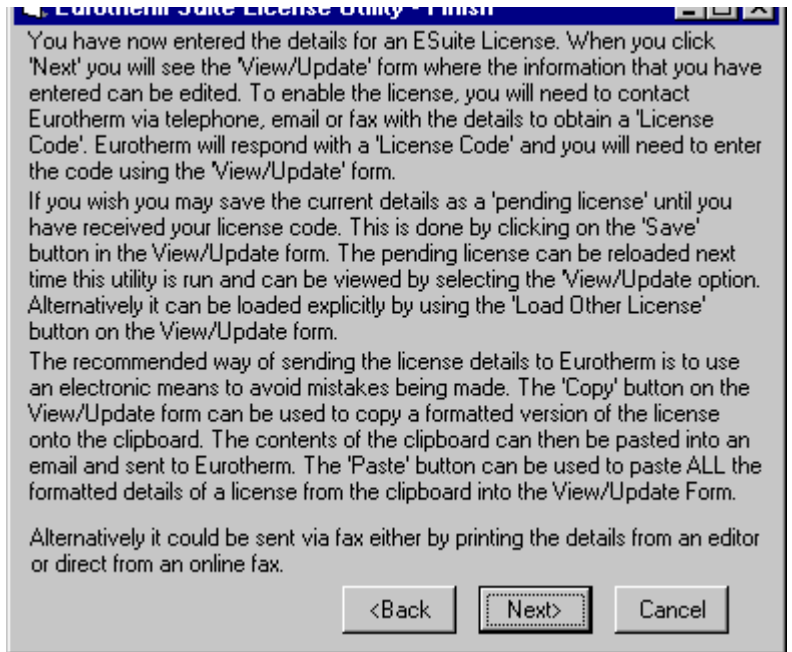 Eurotherm Suite License Utility - Finish
You have now entered the details for an ESuite License. When you click
'Next' you will see the 'View/Update' form where the information that you have
entered can be edited. To enable the license, you will need to contact
Eurotherm via telephone, email or fax with the details to obtain a 'License
Code'. Eurotherm will respond with a 'License Code' and you will need to enter
the code using the 'View/Update' form.
If you wish you may save the current details as a 'pending license' until you
have received your license code. This is done by clicking on the 'Save'
button in the View/Update form. The pending license can be reloaded next
time this utility is run and can be viewed by selecting the 'View/Update option.
Alternatively it can be loaded explicitly by using the 'Load Other License'
button on the View/Update form.
The recommended way of sending the license details to Eurotherm is to use
an electronic means to avoid mistakes being made. The 'Copy' button on the
View/Update form can be used to copy a formatted version of the license
onto the clipboard. The contents of the clipboard can then be pasted into an
email and sent to Eurotherm. The 'Paste' button can be used to paste ALL the
formatted details of a license from the clipboard into the View/Update Form.
Alternatively it could be sent via fax either by printing the details from an editor
or direct from an online fax.
<Back Next> Cancel